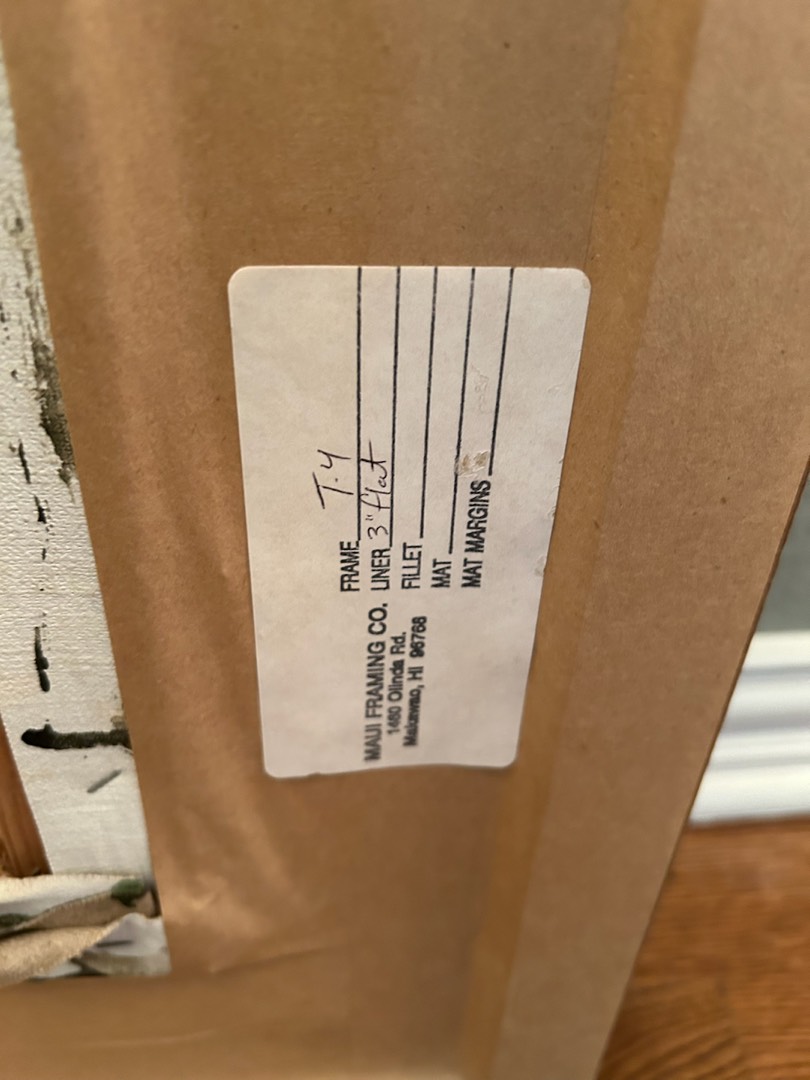 MAUI FRAMING CO.
1460 Olinda Rd.
Makawao, HI 96768
FRAME T-4
LINER 3" flat
FILLET
MAT
MAT MARGINS